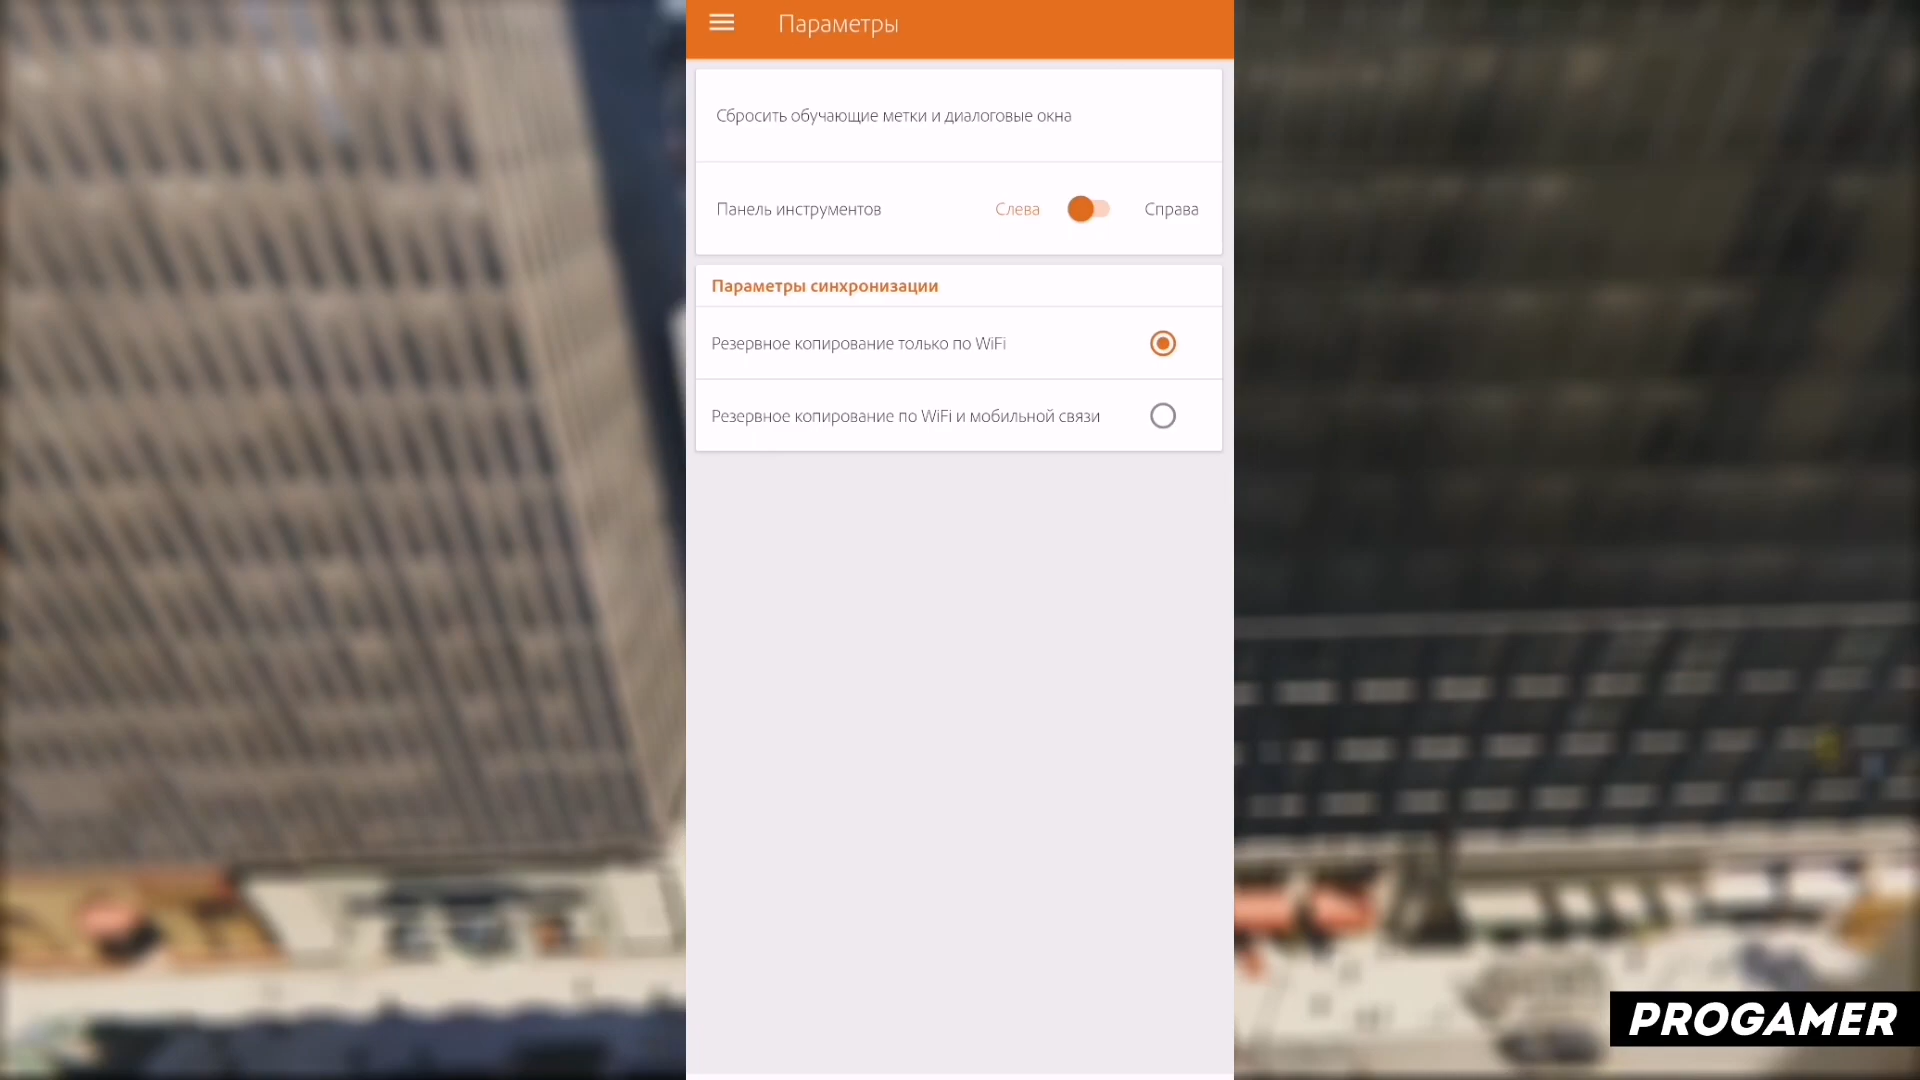 Параметры
Сбросить обучающие метки и диалоговые окна
Панель инструментов Слева Справа
Параметры синхронизации
Резервное копирование только по WiFi
Резервное копирование по WiFi и мобильной связи
PROGAMER